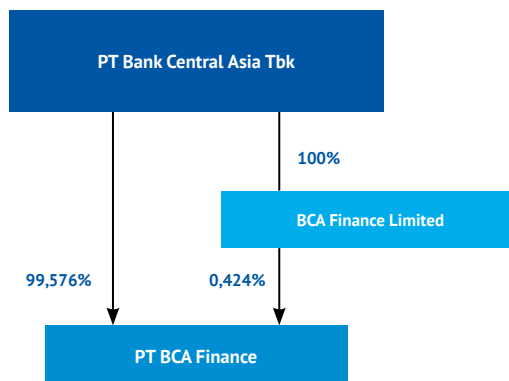 PT Bank Central Asia Tbk
100%
BCA Finance Limited
99,576%
0,424%
PT BCA Finance